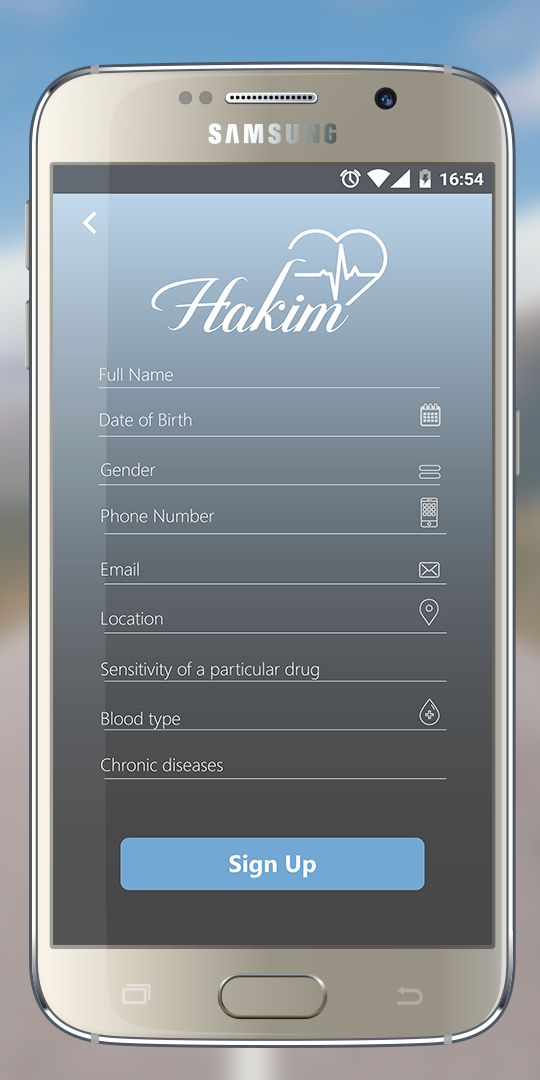 SAMSUNG
16:54
Hakim
Full Name
Date of Birth
Gender
Phone Number
Email
Location
Sensitivity of a particular drug
Blood type
Chronic diseases
Sign Up